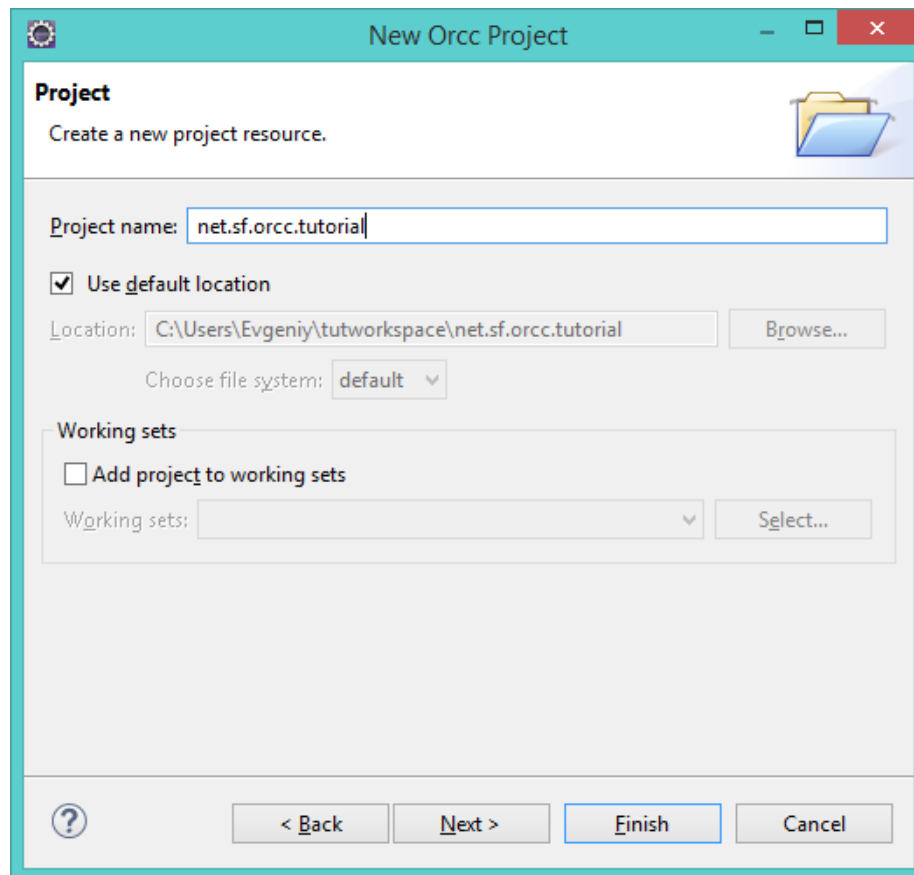 New Orcc Project
Project
Create a new project resource.
Project name: net.sf.orcc.tutorial
Use default location
Location: C:\Users\Evgeniy\tutworkspace\net.sf.orcc.tutorial Browse...
Choose file system: default
Working sets
Add project to working sets
Working sets: Select...
? < Back Next > Finish Cancel